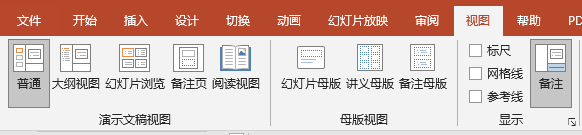 文件 开始 插入 设计 切换 动画 幻灯片放映 审阅 视图 帮助 PD
普通 大纲视图 幻灯片浏览 备注页 阅读视图 幻灯片母版 讲义母版 备注母版 标尺 网格线 参考线 备注
演示文稿视图 母版视图 显示